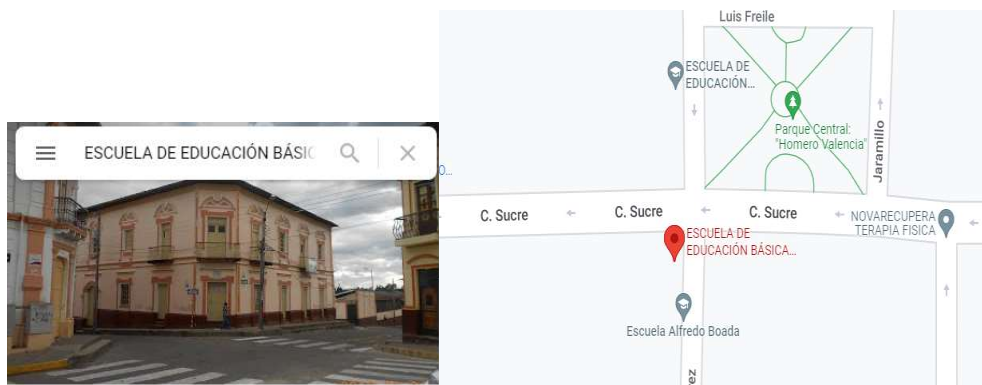 ESCUELA DE EDUCACIÓN BÁSIC
Luis Freile
ESCUELA DE
EDUCACIÓN...
Parque Central:
"Homero Valencia"
Jaramillo
O...
C. Sucre
C. Sucre
C. Sucre
NOVARECUPERA
TERAPIA FISICA
ESCUELA DE
EDUCACIÓN BÁSICA...
Escuela Alfredo Boada
ez